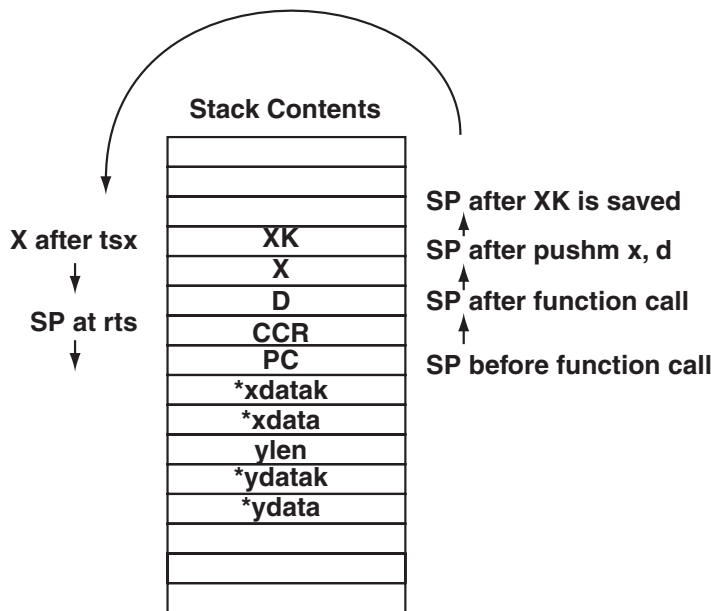 Stack Contents
SP after XK is saved
X after tsx
XK
SP after pushm x, d
X
SP at rts
D
SP after function call
CCR
PC
SP before function call
*xdatak
*xdata
ylen
*ydatak
*ydata